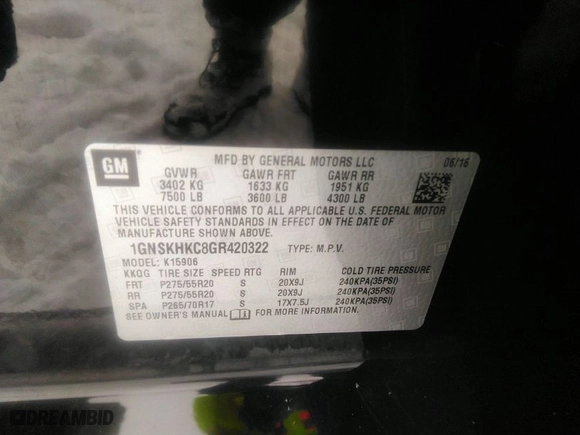 GM
MFD BY GENERAL MOTORS LLC 06/16
GVWR GAWR FRT GAWR RR
3402 KG 1633 KG 1951 KG
7500 LB 3600 LB 4300 LB
THIS VEHICLE CONFORMS TO ALL APPLICABLE U.S. FEDERAL MOTOR
VEHICLE SAFETY STANDARDS IN EFFECT ON THE DATE OF
MANUFACTURE SHOWN ABOVE.
1GNSKHKC8GR420322 TYPE: M.P.V.
MODEL: K15906
KKQG TIRE SIZE SPEED RTG RIM COLD TIRE PRESSURE
FRT P275/55R20 S 20X9J 240KPA(35PSI)
RR P275/55R20 S 20X9J 240KPA(35PSI)
SPA P265/70R17 S 17X7.5J 240KPA(35PSI)
SEE OWNER'S MANUAL FOR MORE INFORMATION.
DREAMBID